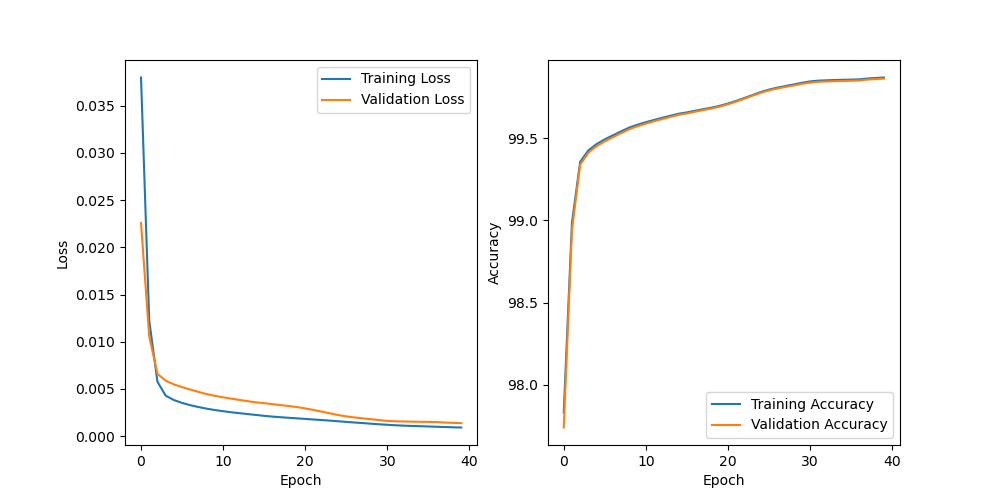 Training Loss
Validation Loss
0.035
0.030
0.025
0.020
0.015
0.010
0.005
0.000
Loss
0
10
20
30
40
Epoch
99.5
99.0
98.5
98.0
Accuracy
Training Accuracy
Validation Accuracy
0
10
20
30
40
Epoch